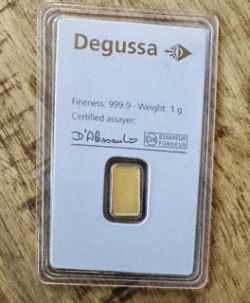 Degussa
Fineness: 999.9 - Weight: 1 g
Certified assayer:
ESSAYEUR
FONDEUR